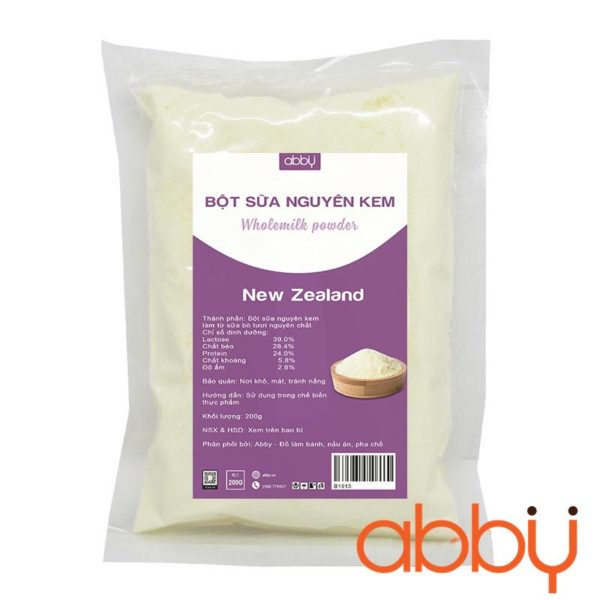 abby
BỘT SỮA NGUYÊN KEM
Wholemilk powder
New Zealand
Thành phần: Bột sữa nguyên kem
làm từ sữa bò tươi nguyên chất
Chỉ số dinh dưỡng:
Lactose 39,0%
Chất béo 28.4%
Protein 24.0%
Chất khoáng 5.8%
Độ ẩm 2.8%
Bảo quản: Nơi khô, mát, tránh nắng
Hướng dẫn: Sử dụng trong chế biến
thực phẩm
Khối lượng: 200g
NSX & HSD: Xem trên bao bì
Phân phối bởi: Abby - Đồ làm bánh, nấu ăn, pha chế
NET
200G
abby.vn
B1913
abby